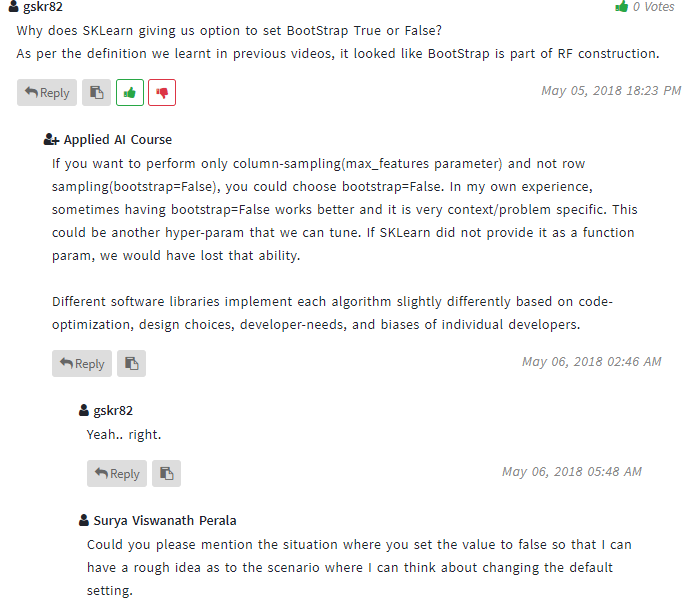 gskr82 0 Votes
Why does SKLearn giving us option to set BootStrap True or False?
As per the definition we learnt in previous videos, it looked like BootStrap is part of RF construction.
Reply May 05, 2018 18:23 PM
Applied AI Course
If you want to perform only column-sampling(max_features parameter) and not row
sampling(bootstrap=False), you could choose bootstrap=False. In my own experience,
sometimes having bootstrap=False works better and it is very context/problem specific. This
could be another hyper-param that we can tune. If SKLearn did not provide it as a function
param, we would have lost that ability.
Different software libraries implement each algorithm slightly differently based on code-
optimization, design choices, developer-needs, and biases of individual developers.
Reply May 06, 2018 02:46 AM
gskr82
Yeah.. right.
Reply May 06, 2018 05:48 AM
Surya Viswanath Perala
Could you please mention the situation where you set the value to false so that I can
have a rough idea as to the scenario where I can think about changing the default
setting.